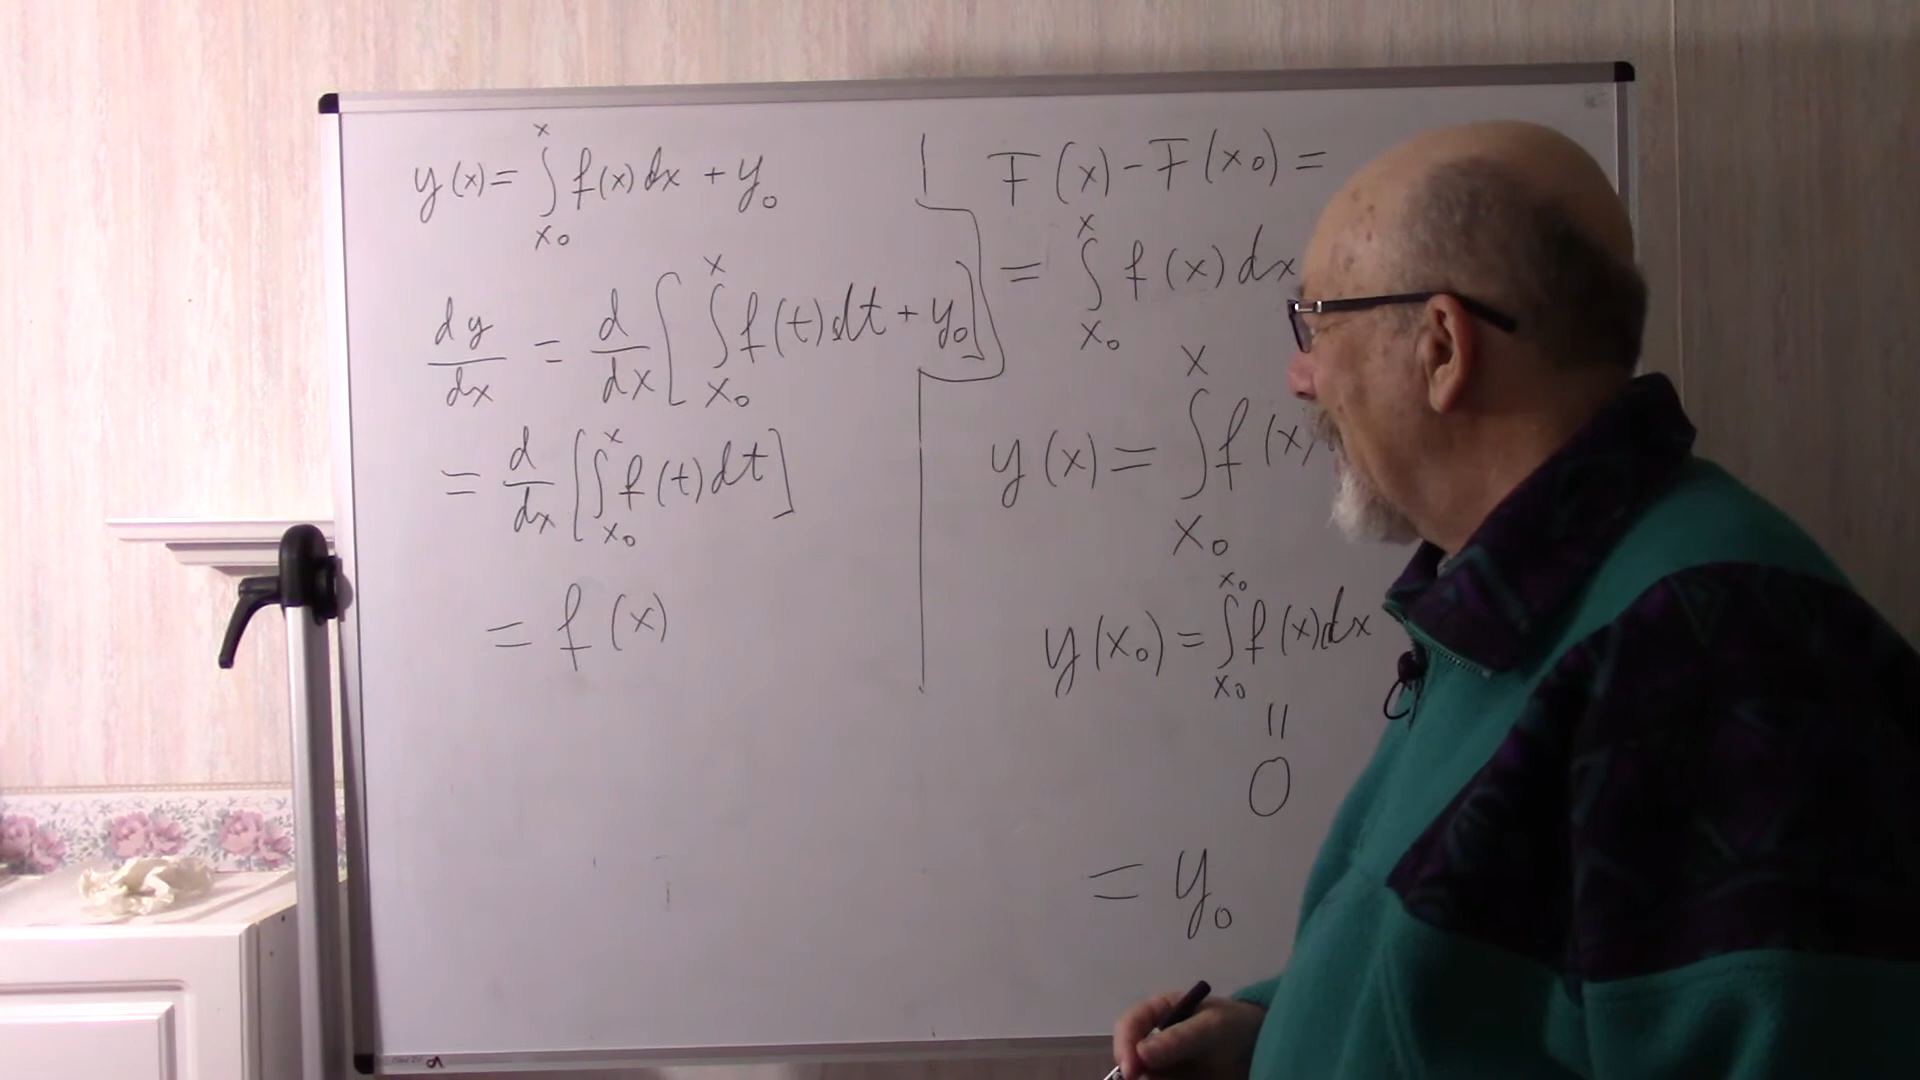 y(x) = ∫_{x₀}^{x} f(x)dx + y₀
dy/dx = d/dx [∫_{x₀}^{x} f(t)dt + y₀]
= d/dx [∫_{x₀}^{x} f(t)dt]
= f(x)
F(x) - F(x₀) =
= ∫_{x₀}^{x} f(x)dx
y(x) = ∫_{x₀}^{x} f(x)
y(x₀) = ∫_{x₀}^{x₀} f(x)dx
||
0
= y₀